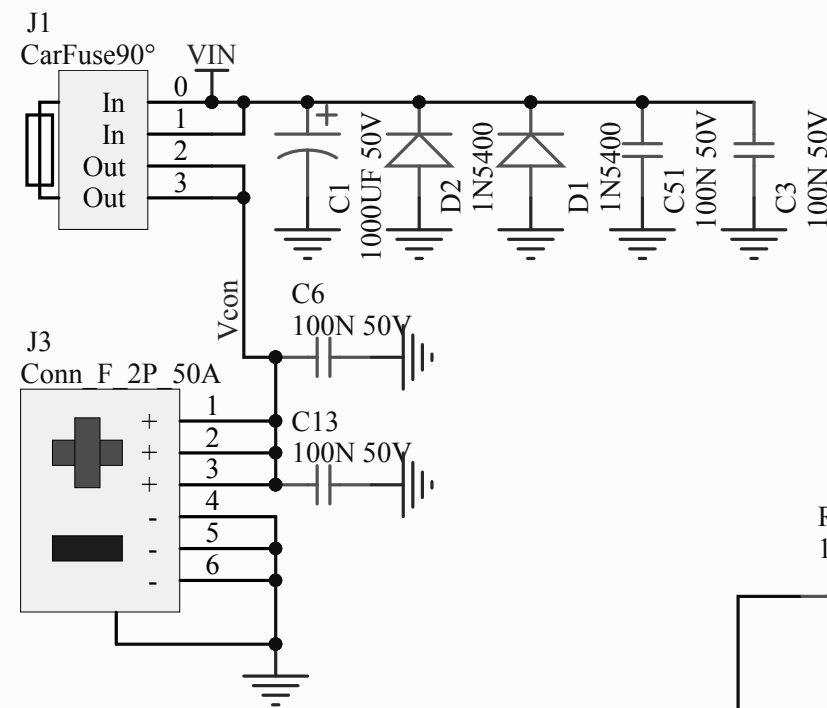 J1
CarFuse90°
VIN
In
0
In
1
Out
2
Out
3
+
C1
1000UF 50V
D2
1N5400
D1
1N5400
C51
100N 50V
C3
100N 50V
Vcon
C6
100N 50V
J3
Conn_F_2P_50A
+
1
+
2
+
3
-
4
-
5
-
6
C13
100N 50V